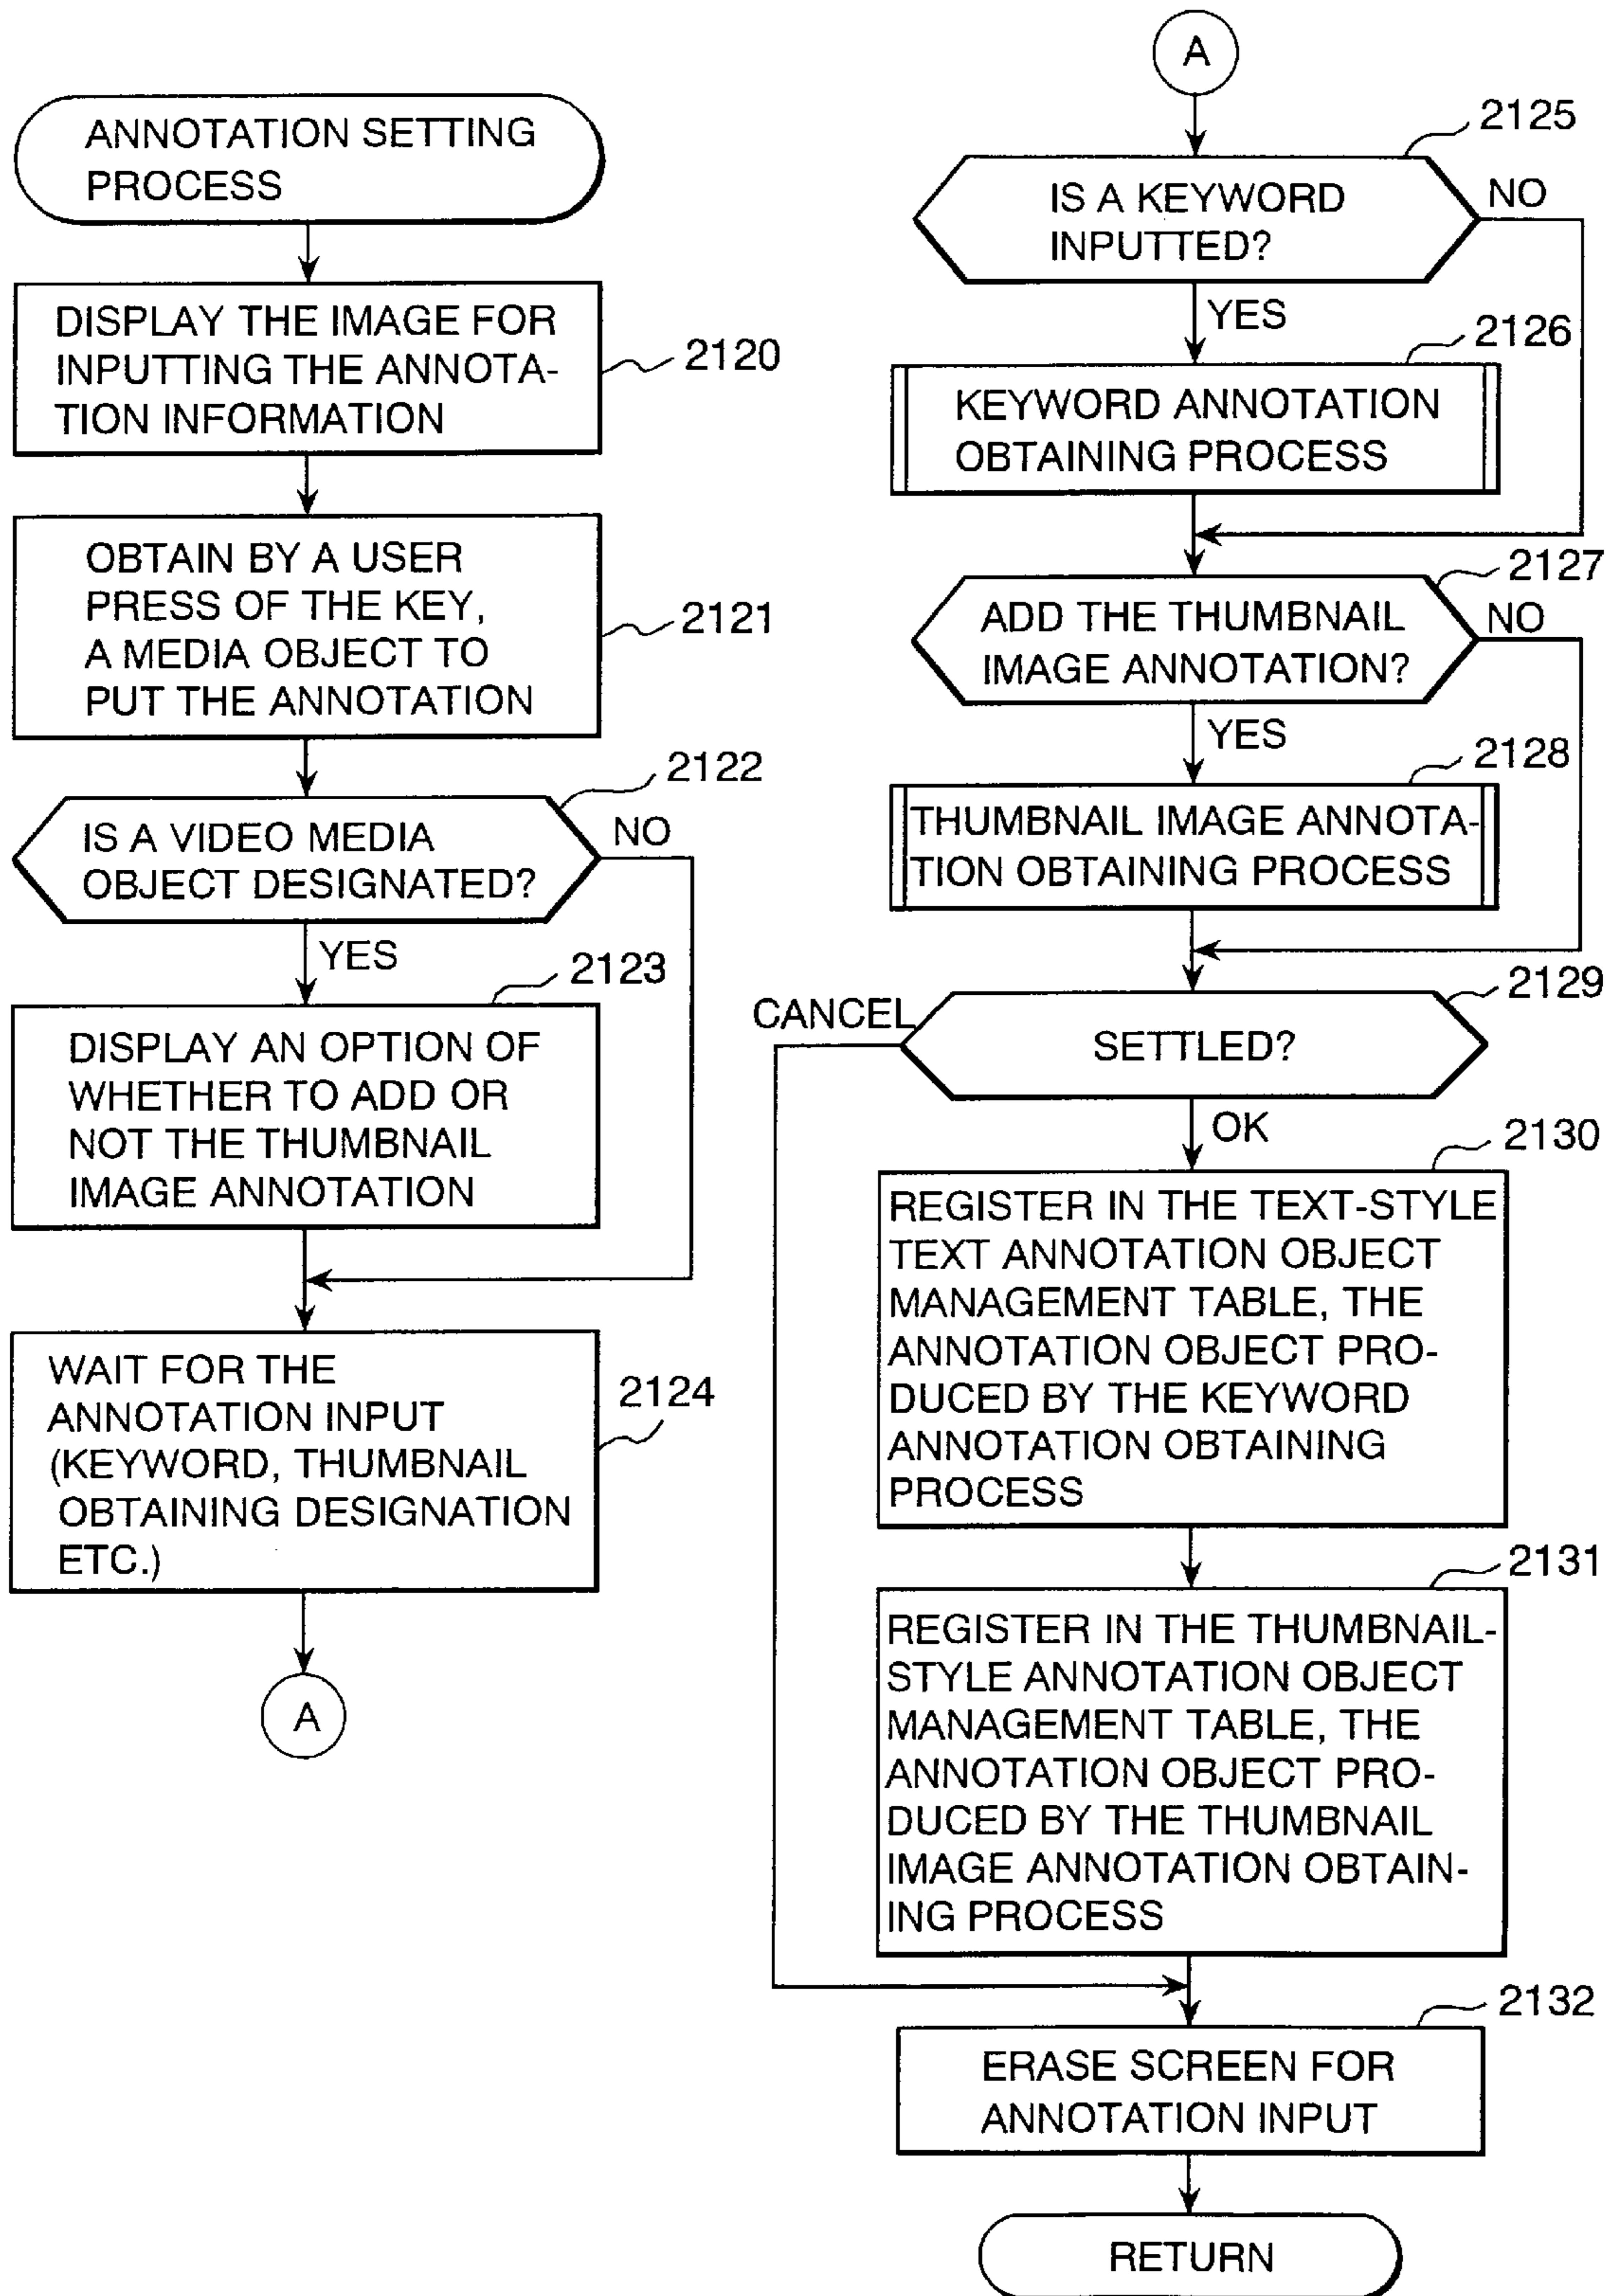 ANNOTATION SETTING
PROCESS
DISPLAY THE IMAGE FOR
INPUTTING THE ANNOTA-
TION INFORMATION
2120
OBTAIN BY A USER
PRESS OF THE KEY,
A MEDIA OBJECT TO
PUT THE ANNOTATION
2121
2122
IS A VIDEO MEDIA
OBJECT DESIGNATED?
NO
YES
2123
DISPLAY AN OPTION OF
WHETHER TO ADD OR
NOT THE THUMBNAIL
IMAGE ANNOTATION
WAIT FOR THE
ANNOTATION INPUT
(KEYWORD, THUMBNAIL
OBTAINING DESIGNATION
ETC.)
2124
A
A
2125
IS A KEYWORD
INPUTTED?
NO
YES
2126
KEYWORD ANNOTATION
OBTAINING PROCESS
2127
ADD THE THUMBNAIL
IMAGE ANNOTATION?
NO
YES
2128
THUMBNAIL IMAGE ANNOTA-
TION OBTAINING PROCESS
2129
CANCEL
SETTLED?
OK
2130
REGISTER IN THE TEXT-STYLE
TEXT ANNOTATION OBJECT
MANAGEMENT TABLE, THE
ANNOTATION OBJECT PRO-
DUCED BY THE KEYWORD
ANNOTATION OBTAINING
PROCESS
2131
REGISTER IN THE THUMBNAIL-
STYLE ANNOTATION OBJECT
MANAGEMENT TABLE, THE
ANNOTATION OBJECT PRO-
DUCED BY THE THUMBNAIL
IMAGE ANNOTATION OBTAIN-
ING PROCESS
2132
ERASE SCREEN FOR
ANNOTATION INPUT
RETURN